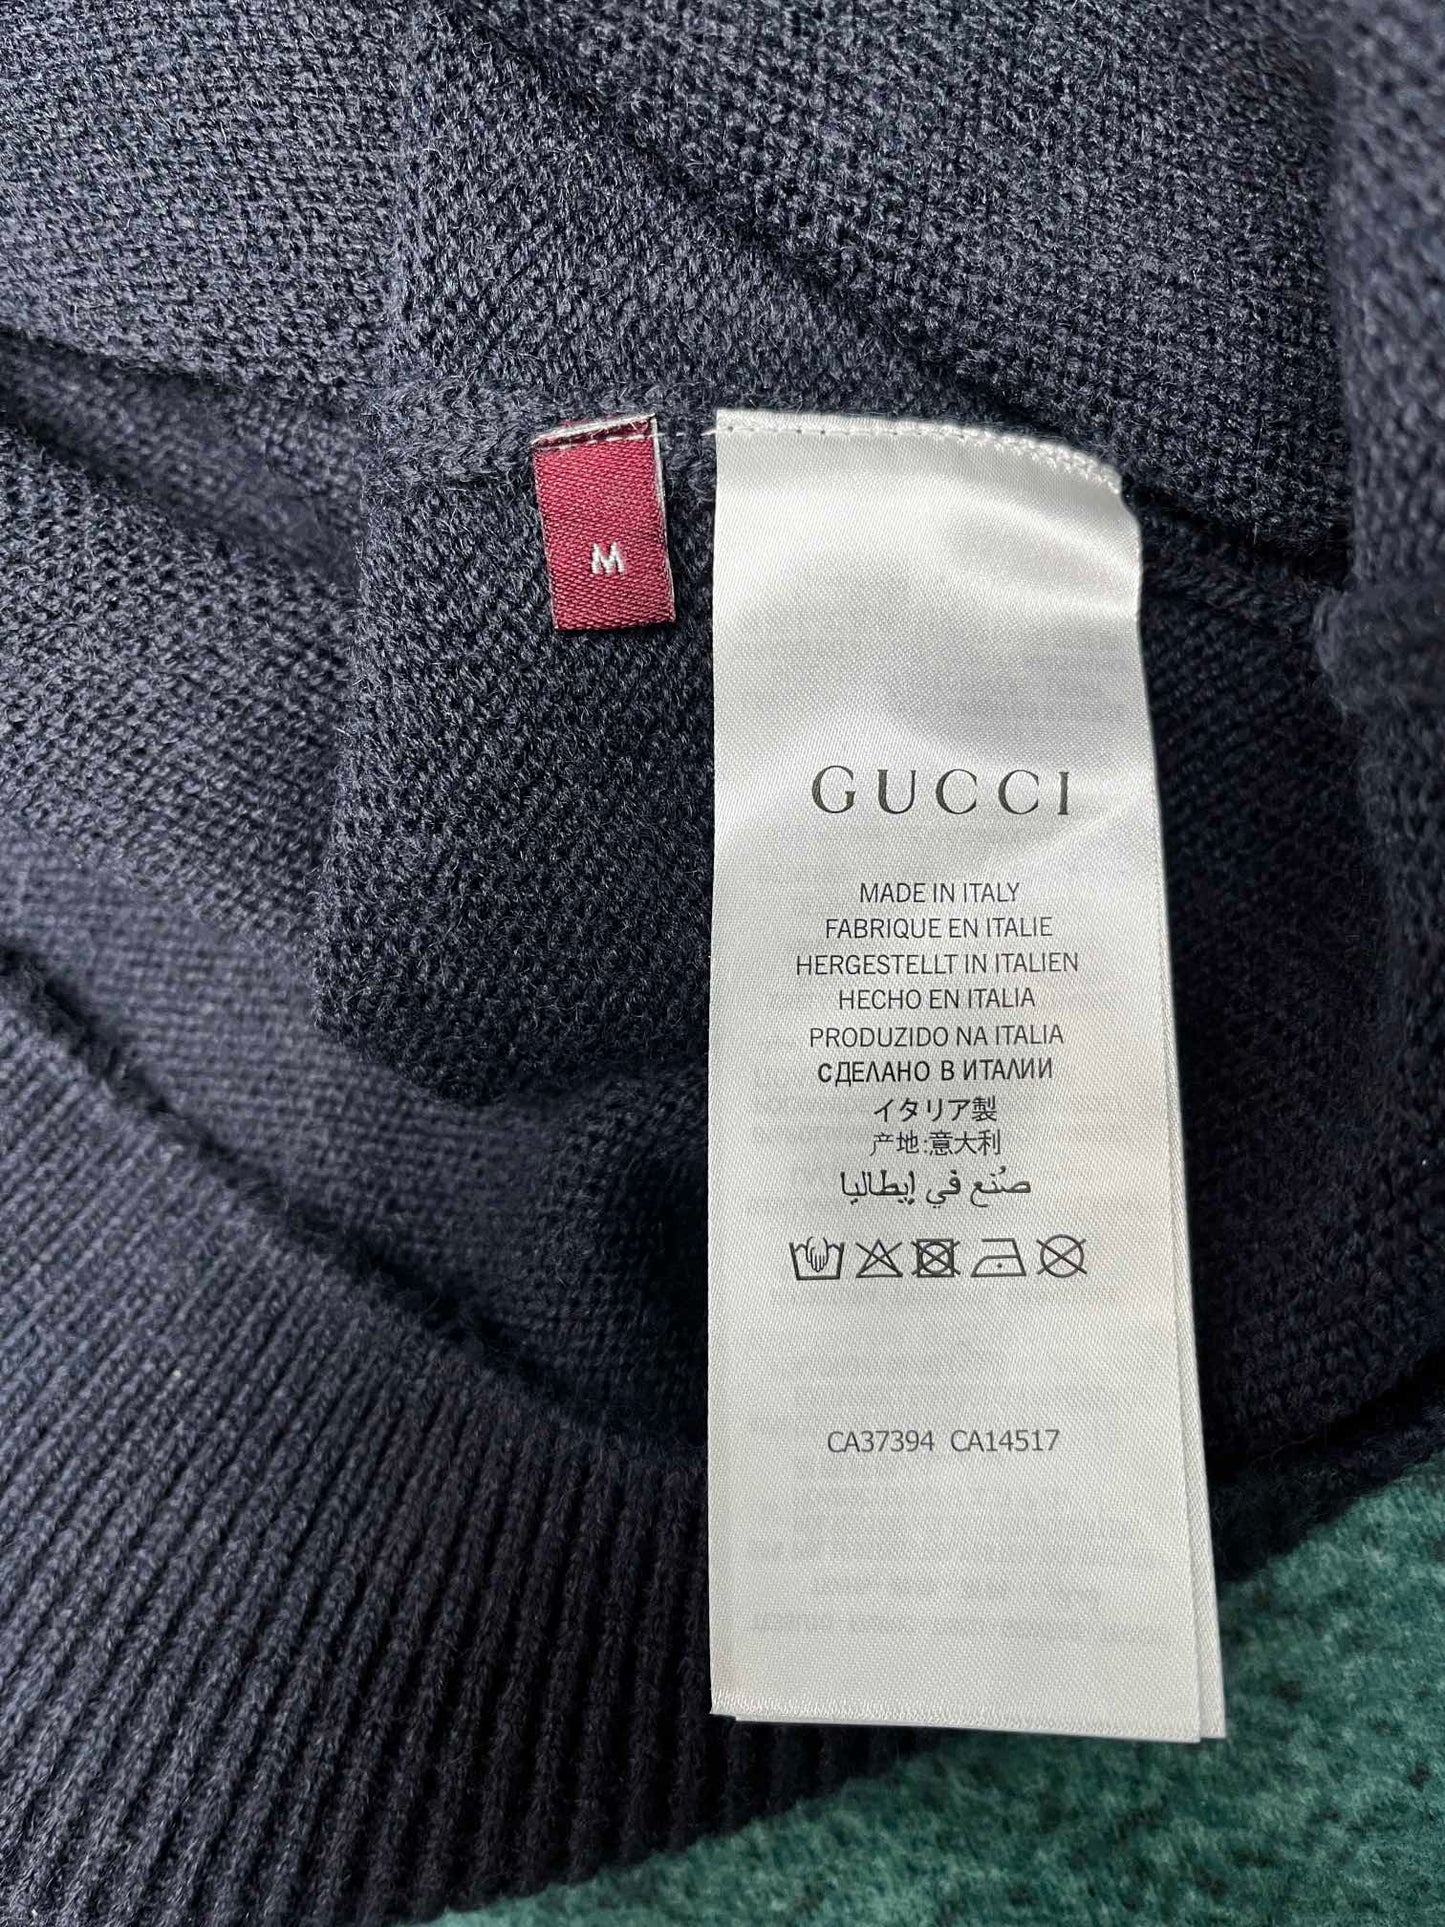 M
GUCCI
MADE IN ITALY
FABRIQUE EN ITALIE
HERGESTELLT IN ITALIEN
HECHO EN ITALIA
PRODUZIDO NA ITALIA
СДЕЛАНО В ИТАЛИИ
イタリア製
产地:意大利
صُنع في إيطاليا
CA37394 CA14517